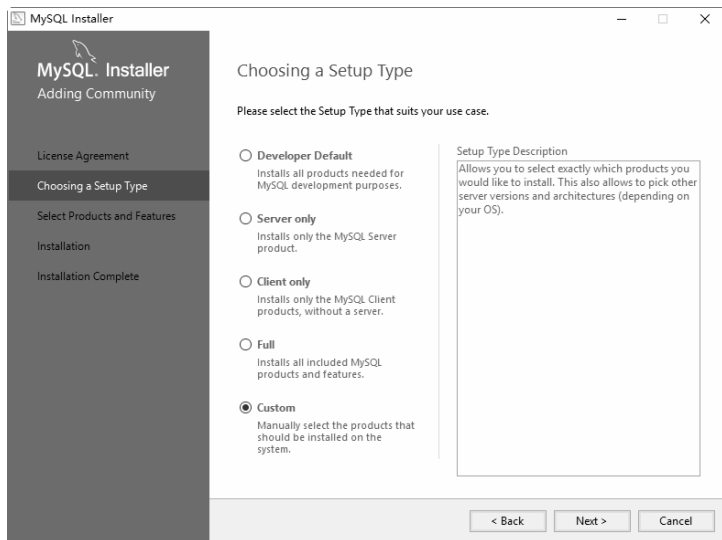 MySQL Installer
MySQL. Installer
Adding Community
License Agreement
Choosing a Setup Type
Select Products and Features
Installation
Installation Complete
Choosing a Setup Type
Please select the Setup Type that suits your use case.
Developer Default
Installs all products needed for
MySQL development purposes.
Server only
Installs only the MySQL Server
product.
Client only
Installs only the MySQL Client
products, without a server.
Full
Installs all included MySQL
products and features.
Custom
Manually select the products that
should be installed on the
system.
Setup Type Description
Allows you to select exactly which products you
would like to install. This also allows to pick other
server versions and architectures (depending on
your OS).
< Back
Next >
Cancel